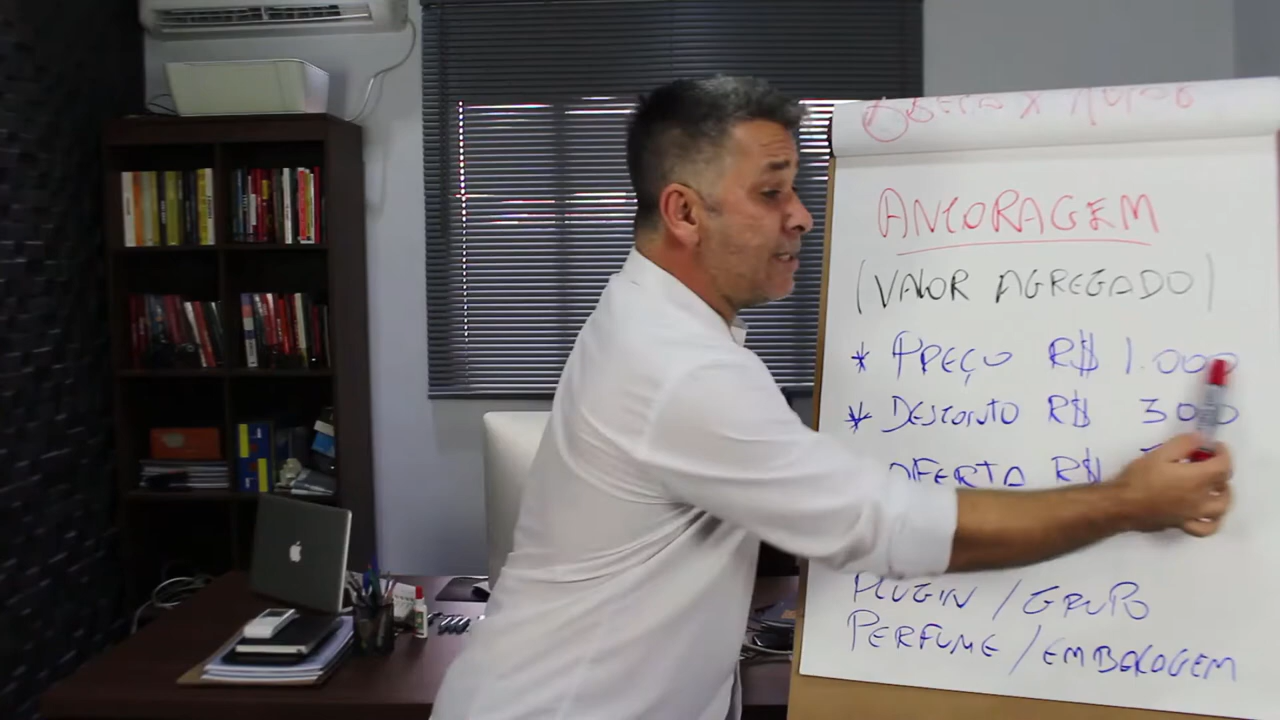 ANCORAGEM
(VALOR AGREGADO)
* PREÇO R$ 1.000
* DESCONTO R$ 300
OFERTA R$
PLUGIN / GRUPO
PERFUME / EMBALAGEM